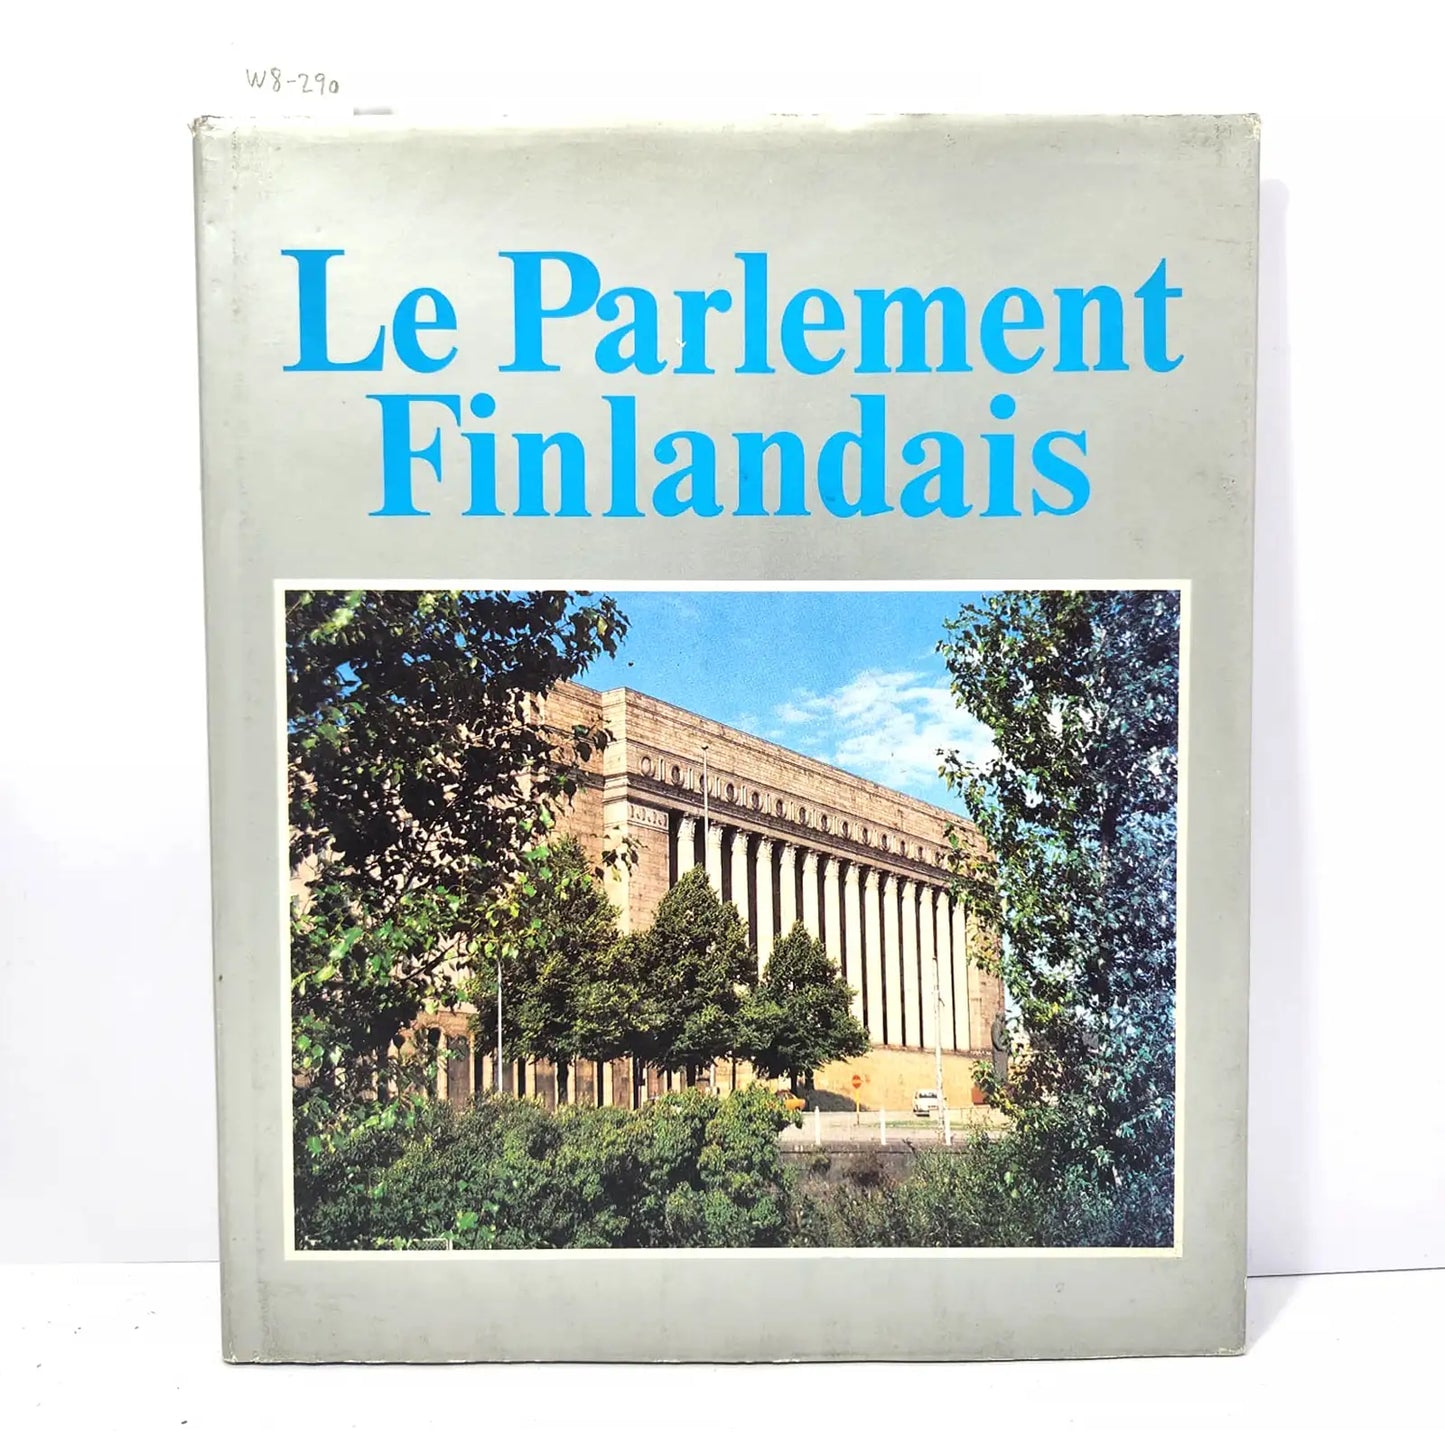 W8-290
Le Parlement
Finlandais